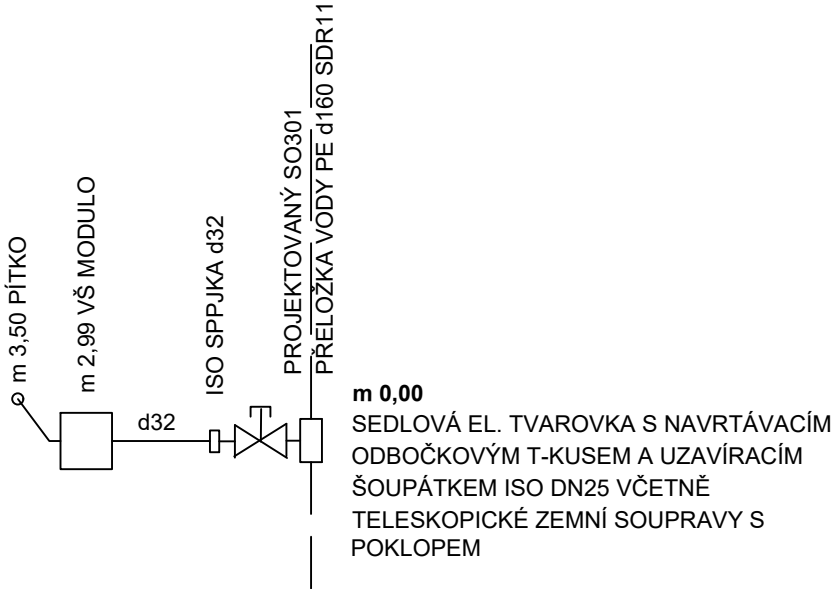 m 3,50 PÍTKO
m 2,99 VŠ MODULO
d32
ISO SPPJKA d32
PROJEKTOVANÝ SO301
PŘELOŽKA VODY PE d160 SDR11
m 0,00
SEDLOVÁ EL. TVAROVKA S NAVRTÁVACÍM
ODBOČKOVÝM T-KUSEM A UZAVÍRACÍM
ŠOUPÁTKEM ISO DN25 VČETNĚ
TELESKOPICKÉ ZEMNÍ SOUPRAVY S
POKLOPEM